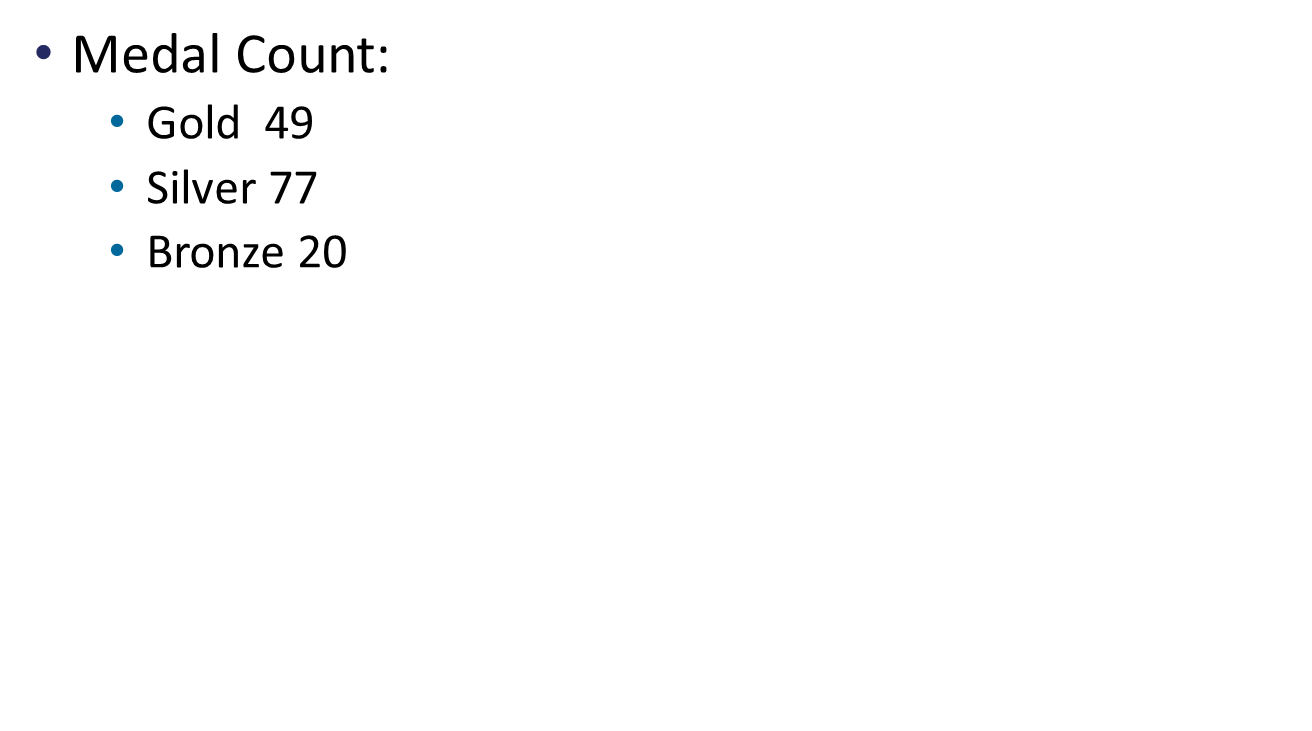 • Medal Count:
• Gold  49
• Silver 77
• Bronze 20